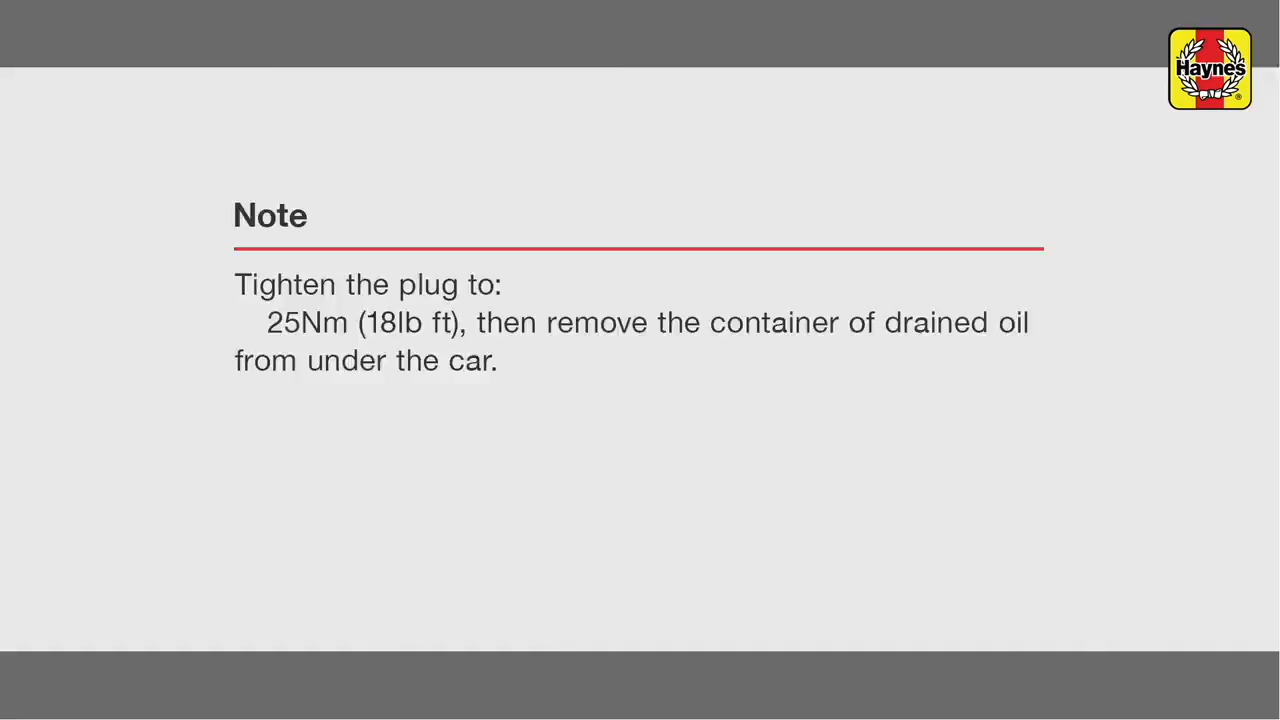 Haynes
®
Note
Tighten the plug to:
25Nm (18lb ft), then remove the container of drained oil
from under the car.